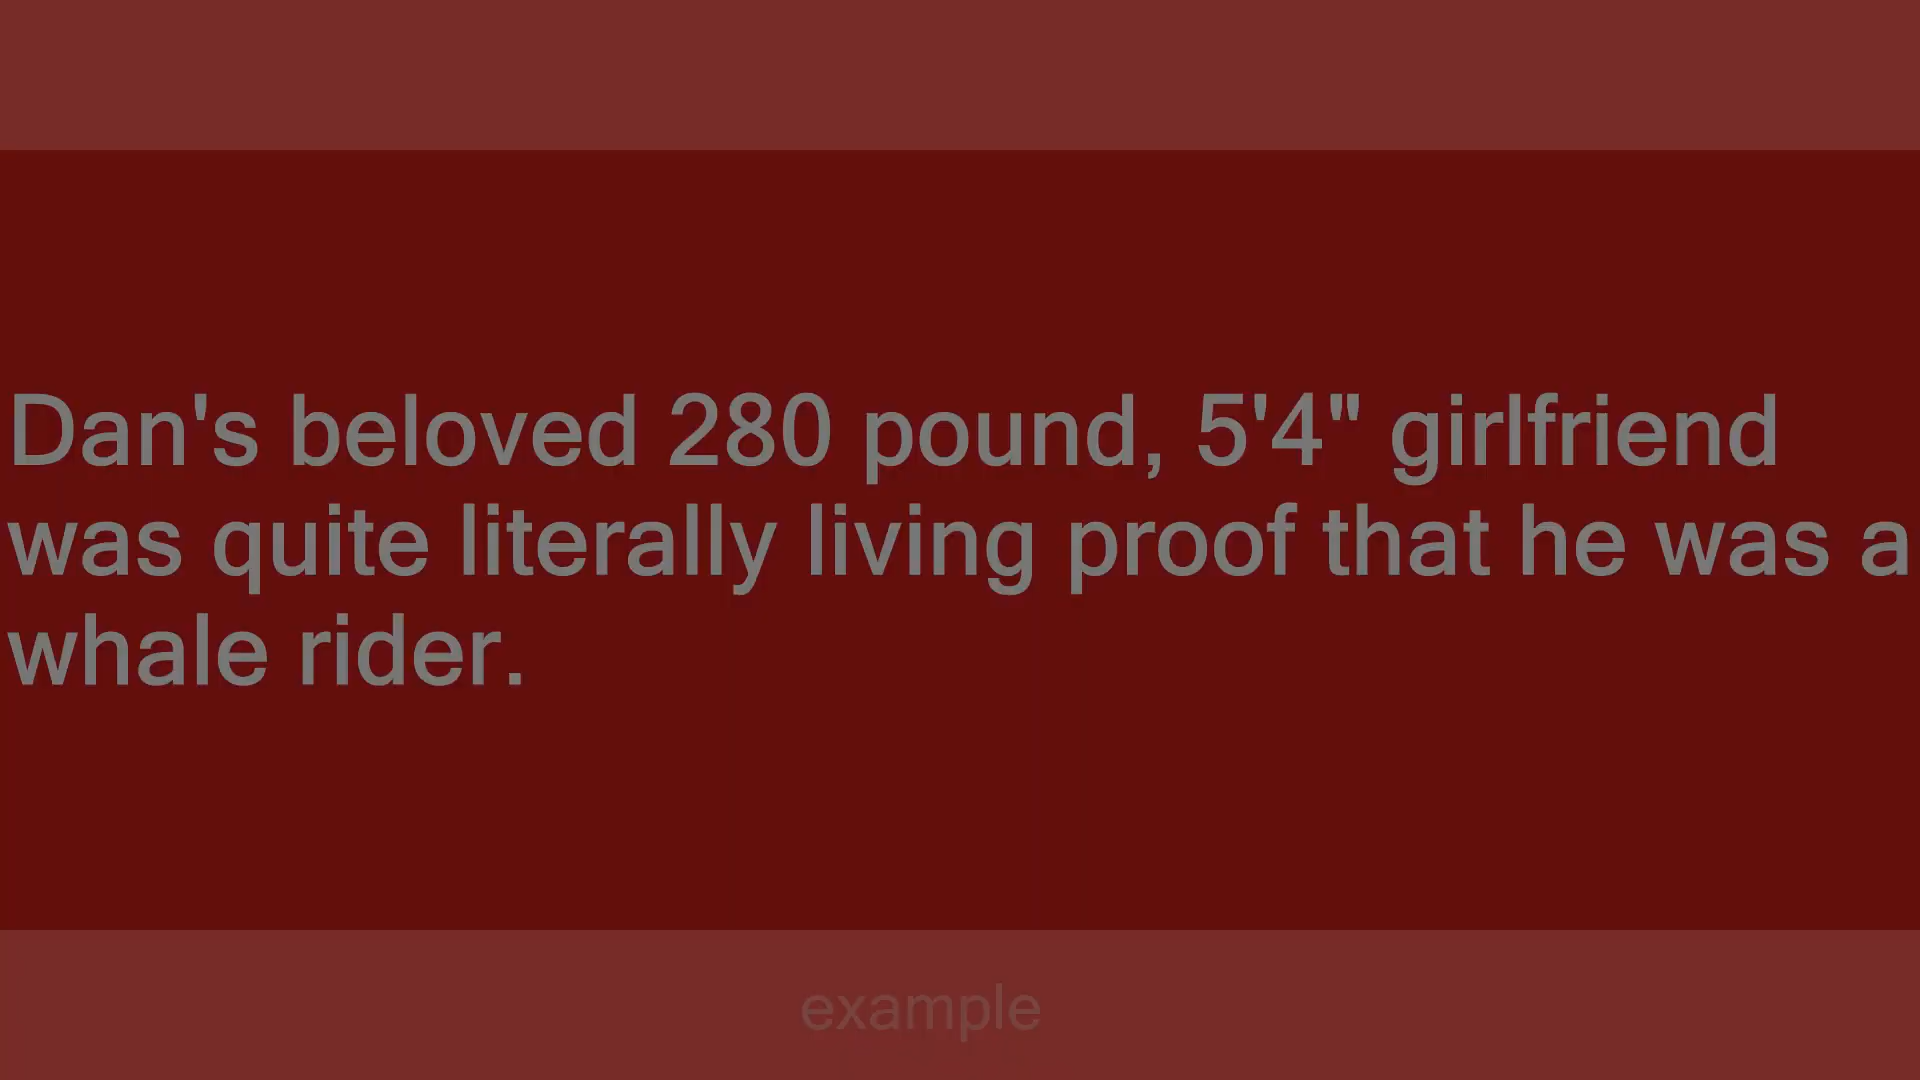 Dan's beloved 280 pound, 5'4" girlfriend
was quite literally living proof that he was a
whale rider.
example